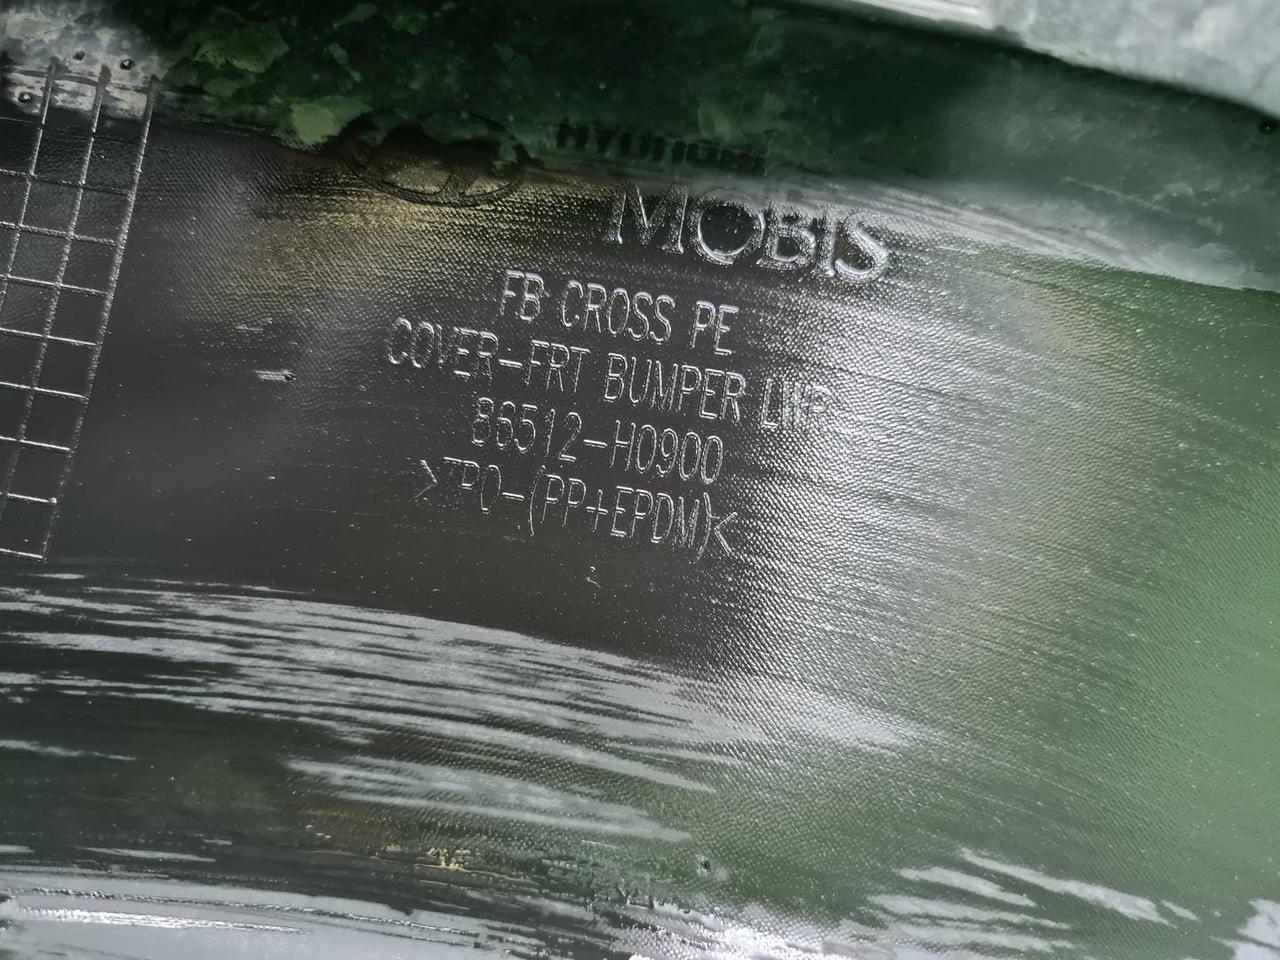 HYUNDAI
MOBIS
FB CROSS PE
COVER-FRT BUMPER LWR
86512-H0900
>TPO-(PP+EPDM)<